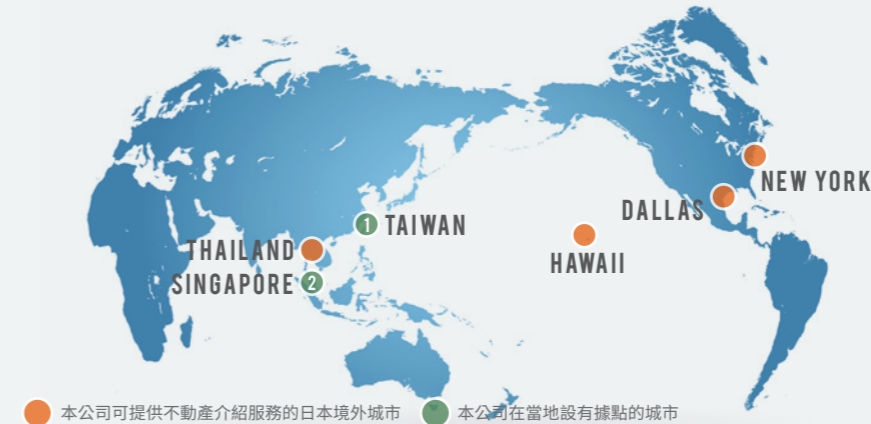 NEW YORK
DALLAS
1 TAIWAN
THAILAND
HAWAII
SINGAPORE 2
本公司可提供不動產介紹服務的日本境外城市 本公司在當地設有據點的城市